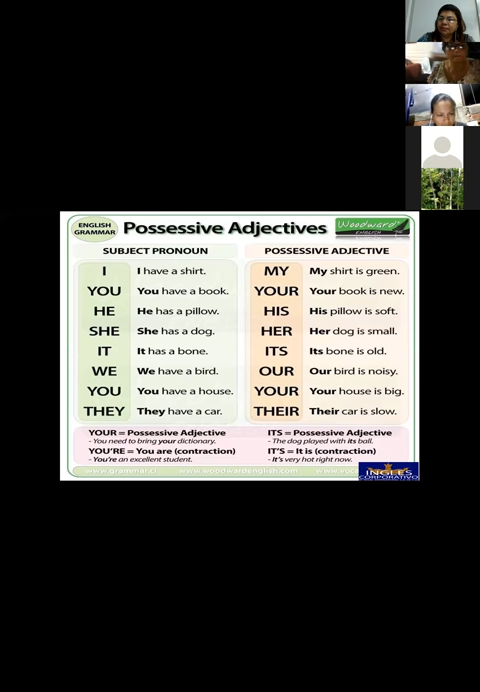 ENGLISH GRAMMAR
Possessive Adjectives
Woodward
ENGLISH
SUBJECT PRONOUN
POSSESSIVE ADJECTIVE
I I have a shirt. MY My shirt is green.
YOU You have a book. YOUR Your book is new.
HE He has a pillow. HIS His pillow is soft.
SHE She has a dog. HER Her dog is small.
IT It has a bone. ITS Its bone is old.
WE We have a bird. OUR Our bird is noisy.
YOU You have a house. YOUR Your house is big.
THEY They have a car. THEIR Their car is slow.
YOUR = Possessive Adjective
- You need to bring your dictionary.
YOU'RE = You are (contraction)
- You're an excellent student.
ITS = Possessive Adjective
- The dog played with its ball.
IT'S = It is (contraction)
- It's very hot right now.
www.grammar.cl www.woodwardenglish.com www.voc
INGLES
CORPORATIVO